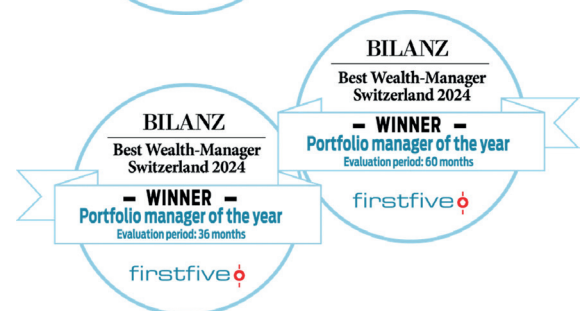 BILANZ
Best Wealth-Manager
Switzerland 2024
– WINNER –
Portfolio manager of the year
Evaluation period: 36 months
firstfive
BILANZ
Best Wealth-Manager
Switzerland 2024
– WINNER –
Portfolio manager of the year
Evaluation period: 60 months
firstfive